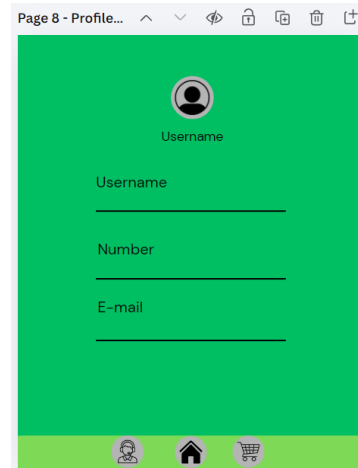 Page 8 - Profile...
Username
Username
Number
E-mail